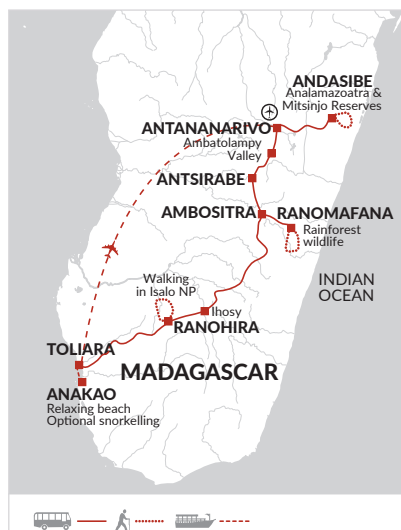 ANDASIBE
Analamazoatra &
Mitsinjo Reserves
ANTANANARIVO
Ambatolampy
Valley
ANTSIRABE
AMBOSITRA
RANOMAFANA
Rainforest
wildlife
INDIAN
OCEAN
Walking
in Isalo NP
Ihosy
RANOHIRA
TOLIARA
MADAGASCAR
ANAKAO
Relaxing beach
Optional snorkelling